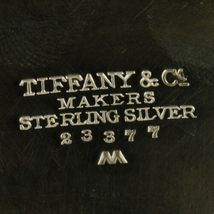 TIFFANY & Co.
MAKERS
STERLING SILVER
23377
M